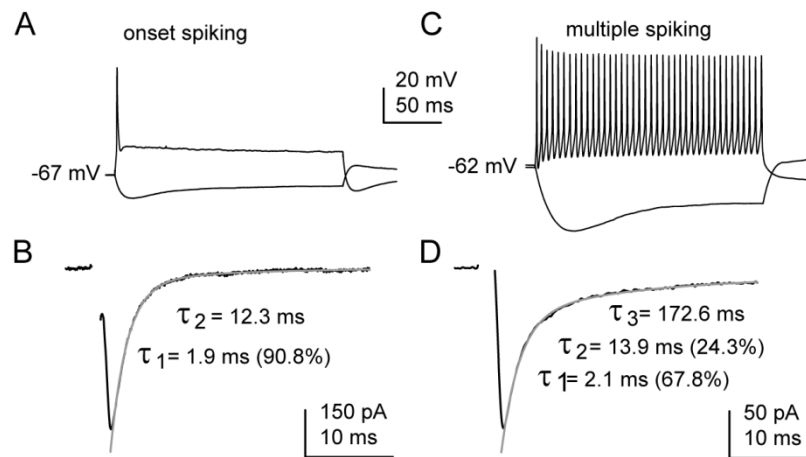 A
onset spiking
20 mV
50 ms
-67 mV
C
multiple spiking
-62 mV
B
τ2 = 12.3 ms
τ1 = 1.9 ms (90.8%)
150 pA
10 ms
D
τ3 = 172.6 ms
τ2 = 13.9 ms (24.3%)
τ1= 2.1 ms (67.8%)
50 pA
10 ms